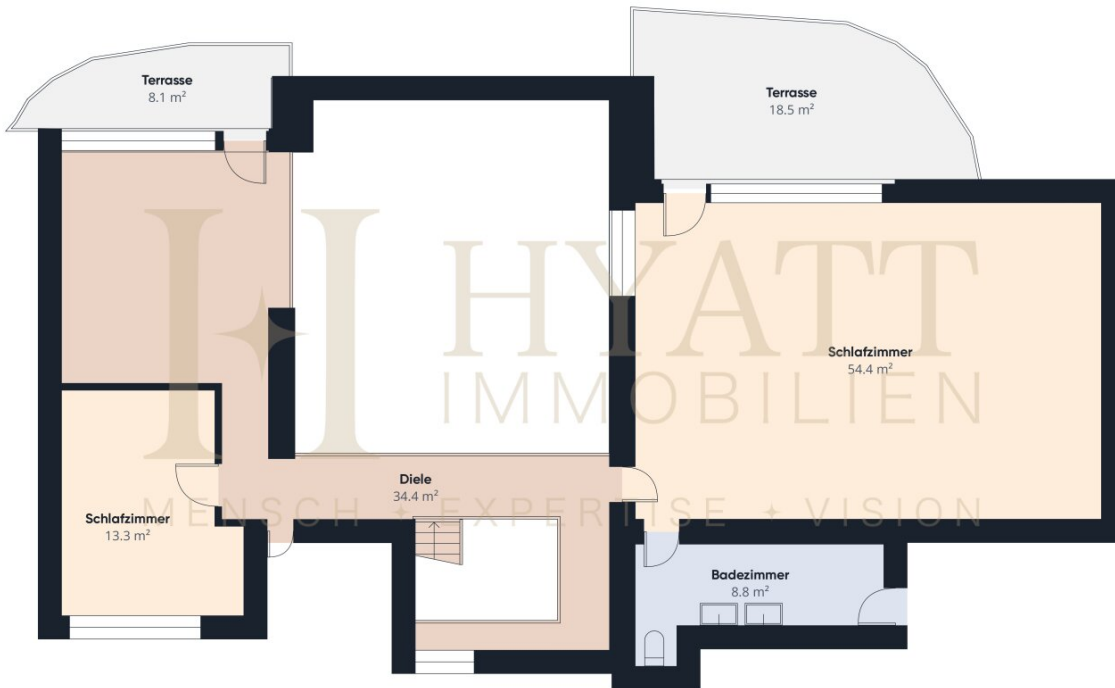 Terrasse
8.1 m²
Terrasse
18.5 m²
HYATT
IMMOBILIEN
MENSCH ✦ EXPERTISE ✦ VISION
Schlafzimmer
54.4 m²
Diele
34.4 m²
Schlafzimmer
13.3 m²
Badezimmer
8.8 m²